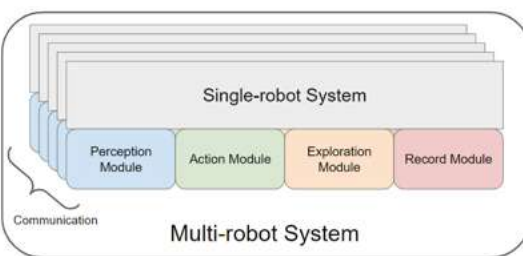 Single-robot System
Perception
Module
Action Module
Exploration
Module
Record Module
Communication
Multi-robot System